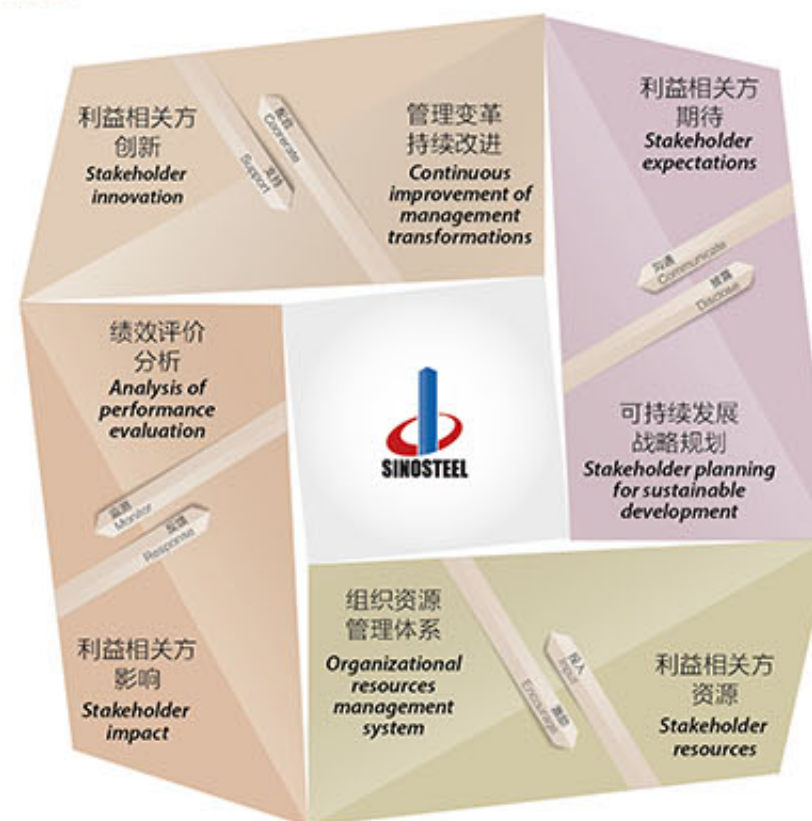 利益相关方
创新
Stakeholder
innovation
配合
Coorerate
支持
Support
管理变革
持续改进
Continuous
improvement of
management
transformations
利益相关方
期待
Stakeholder
expectations
沟通
Communicate
披露
Disclose
可持续发展
战略规划
Stakeholder planning
for sustainable
development
绩效评价
分析
Analysis of
performance
evaluation
监测
Monitor
反馈
Response
利益相关方
影响
Stakeholder
impact
SINOSTEEL
组织资源
管理体系
Organizational
resources
management
system
激励
Encourage
投入
Input
利益相关方
资源
Stakeholder
resources